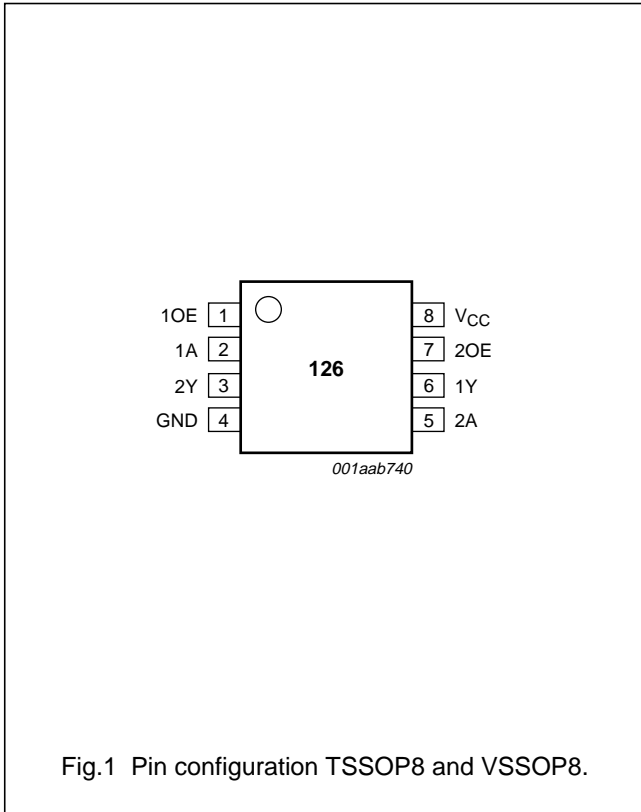 1OE 1 8 VCC
1A 2 7 2OE
126
2Y 3 6 1Y
GND 4 5 2A
001aab740
Fig.1 Pin configuration TSSOP8 and VSSOP8.